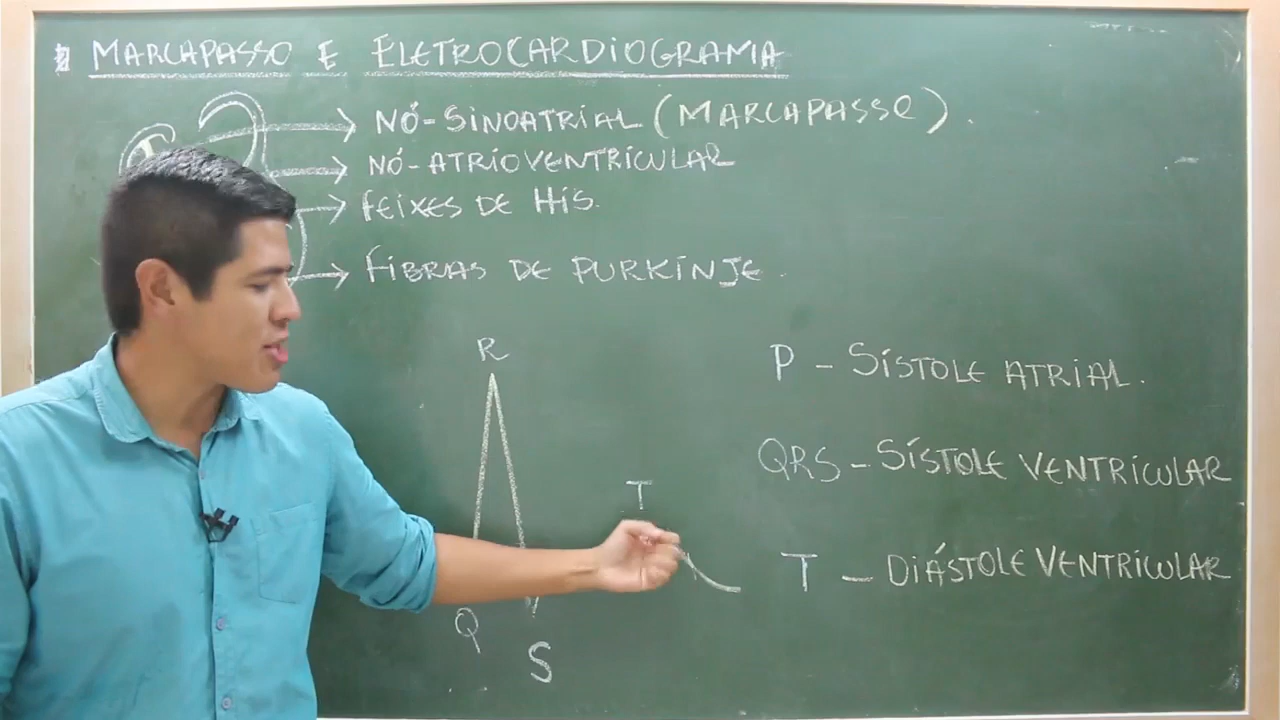 MARCAPASSO E ELETROCARDIOGRAMA
NÓ-SINOATRIAL (MARCAPASSE).
NÓ-ATRIOVENTRICULAR
FEIXES DE HIS.
FIBRAS DE PURKINJE.
R
T
Q
S
P - SÍSTOLE ATRIAL.
QRS - SÍSTOLE VENTRICULAR
T - DIÁSTOLE VENTRICULAR